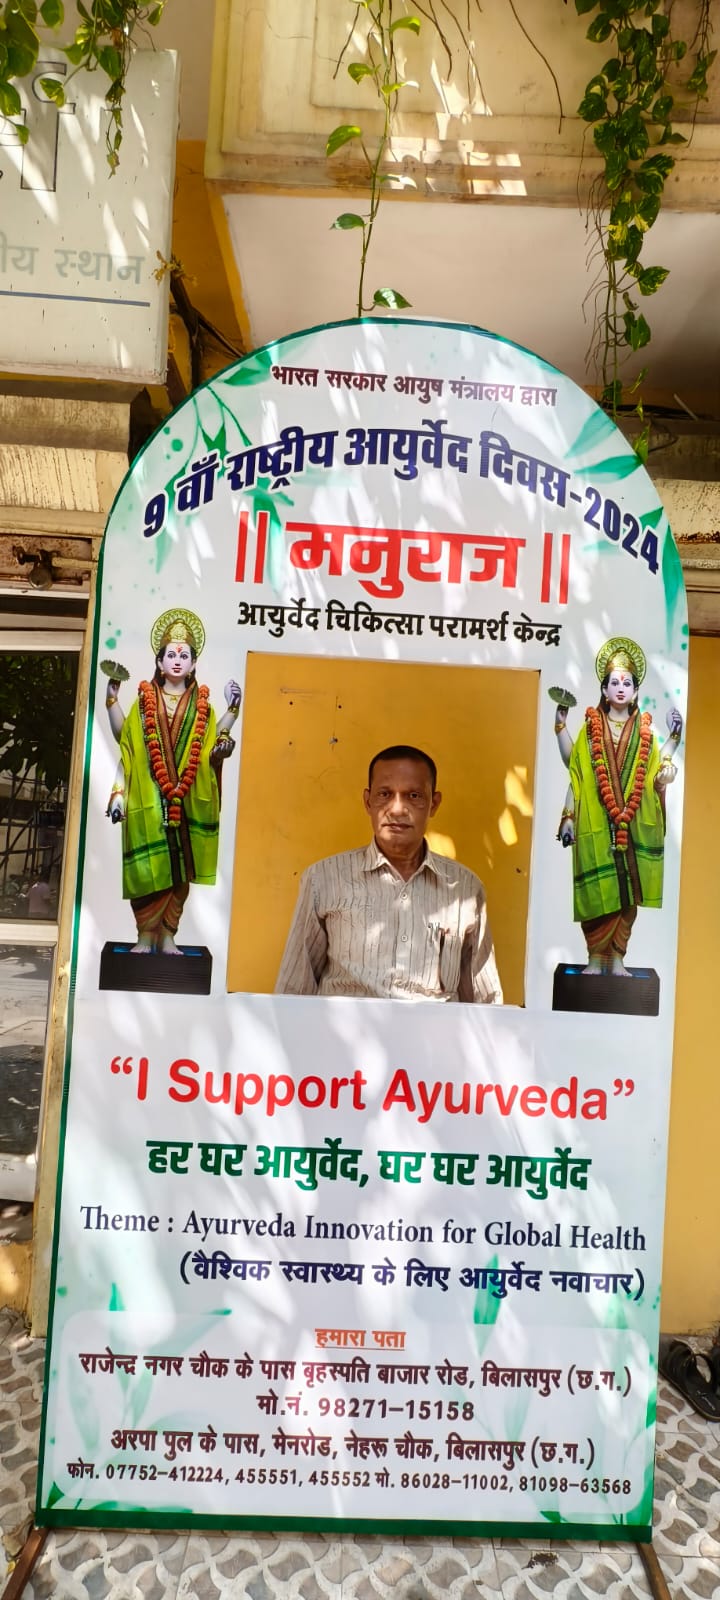 ीय स्थान
भारत सरकार आयुष मंत्रालय द्वारा
9 वाँ राष्ट्रीय आयुर्वेद दिवस-2024
|| मनुराज ||
आयुर्वेद चिकित्सा परामर्श केन्द्र
“I Support Ayurveda”
हर घर आयुर्वेद, घर घर आयुर्वेद
Theme : Ayurveda Innovation for Global Health
(वैश्विक स्वास्थ्य के लिए आयुर्वेद नवाचार)
हमारा पता
राजेन्द्र नगर चौक के पास बृहस्पति बाजार रोड, बिलासपुर (छ.ग.)
मो.नं. 98271-15158
अरपा पुल के पास, मेनरोड, नेहरू चौक, बिलासपुर (छ.ग.)
फोन. 07752-412224, 455551, 455552 मो. 86028-11002, 81098-63568